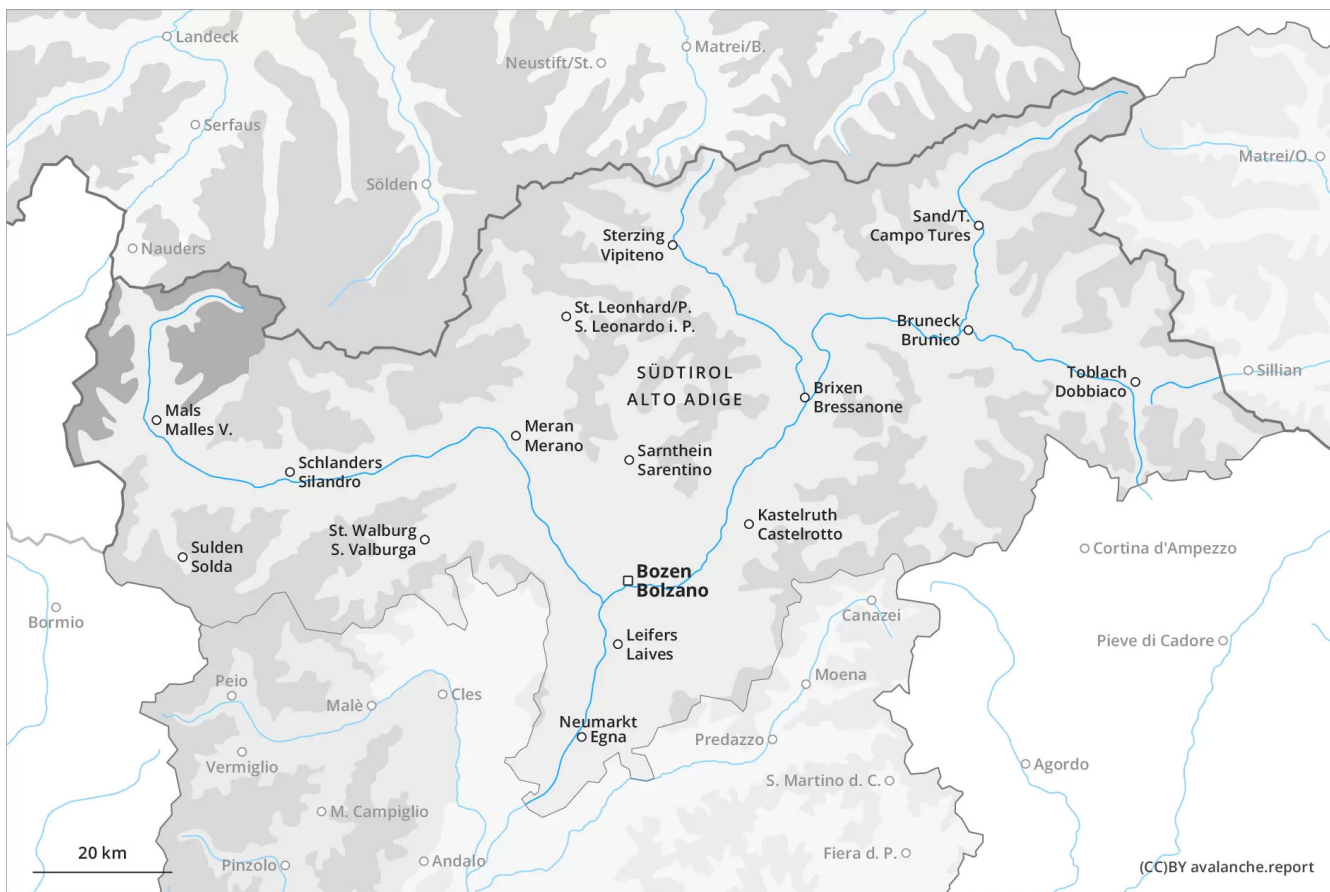 Landeck
Matrei/B.
Neustift/St.
Serfaus
Matrei/O.
Sölden
Sand/T.
Campo Tures
Sterzing
Vipiteno
Nauders
St. Leonhard/P.
S. Leonardo i. P.
Bruneck
Brunico
SÜDTIROL
ALTO ADIGE
Toblach
Dobbiaco
Sillian
Brixen
Bressanone
Mals
Malles V.
Meran
Merano
Sarnthein
Sarentino
Schlanders
Silandro
Kastelruth
Castelrotto
St. Walburg
S. Valburga
Sulden
Solda
Cortina d'Ampezzo
Bozen
Bolzano
Bormio
Canazei
Leifers
Laives
Pieve di Cadore
Peio
Moena
Malè
Cles
Neumarkt
Egna
Predazzo
Vermiglio
Agordo
S. Martino d. C.
M. Campiglio
20 km
Pinzolo
Andalo
Fiera d. P.
(CC)BY avalanche.report